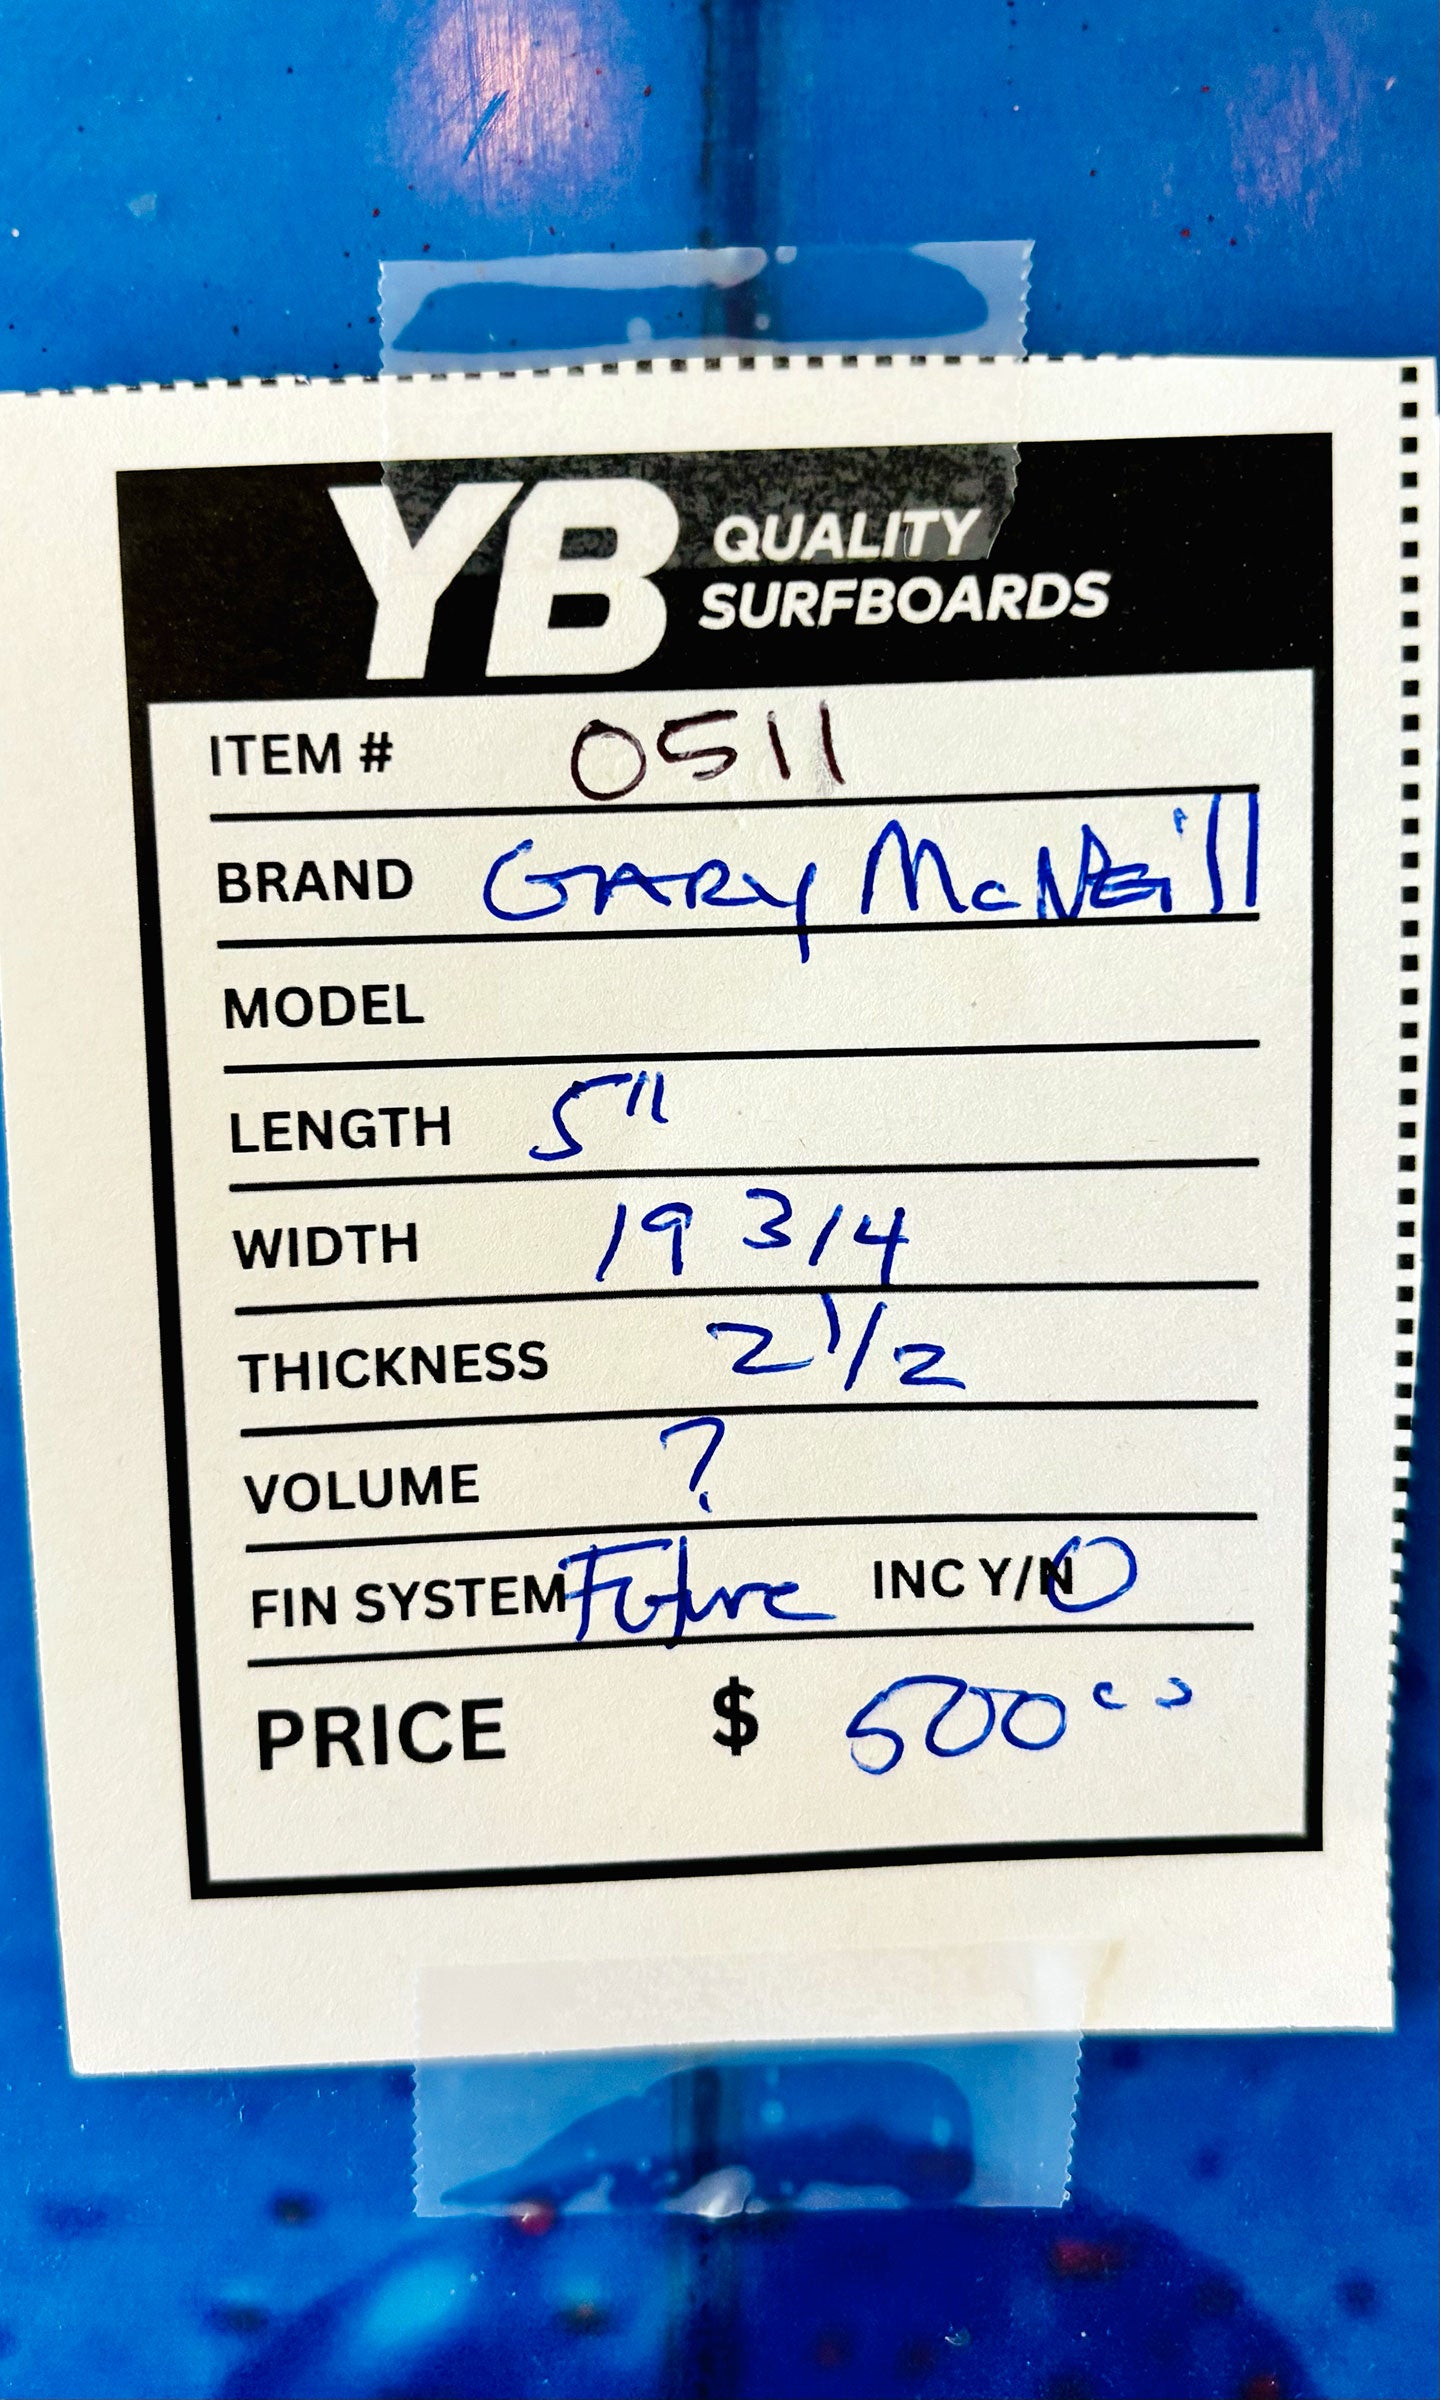 YB QUALITY
SURFBOARDS
ITEM # 0511
BRAND GARY McNEill
MODEL
LENGTH 5"
WIDTH 19 3/4
THICKNESS 2 1/2
VOLUME ?
FIN SYSTEM Future INC Y/N
PRICE $ 500 00